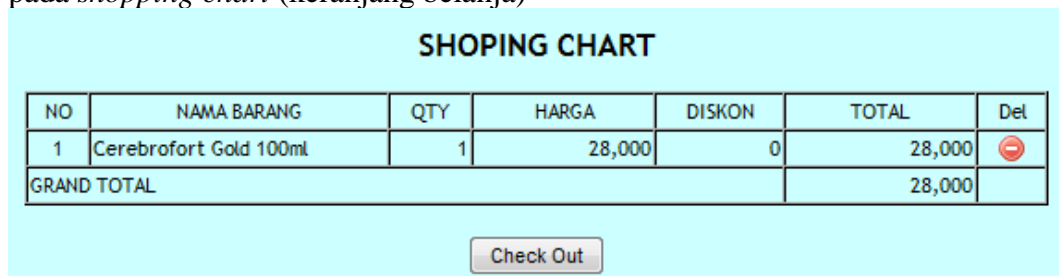 pada shopping chart (keranjang belanja)
SHOPING CHART
NO NAMA BARANG QTY HARGA DISKON TOTAL Del
1 Cerebrofort Gold 100ml 1 28,000 0 28,000
GRAND TOTAL 28,000
Check Out